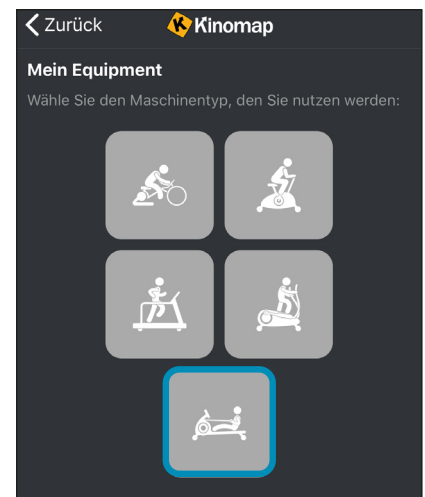 Zurück
Kinomap
Mein Equipment
Wähle Sie den Maschinentyp, den Sie nutzen werden: